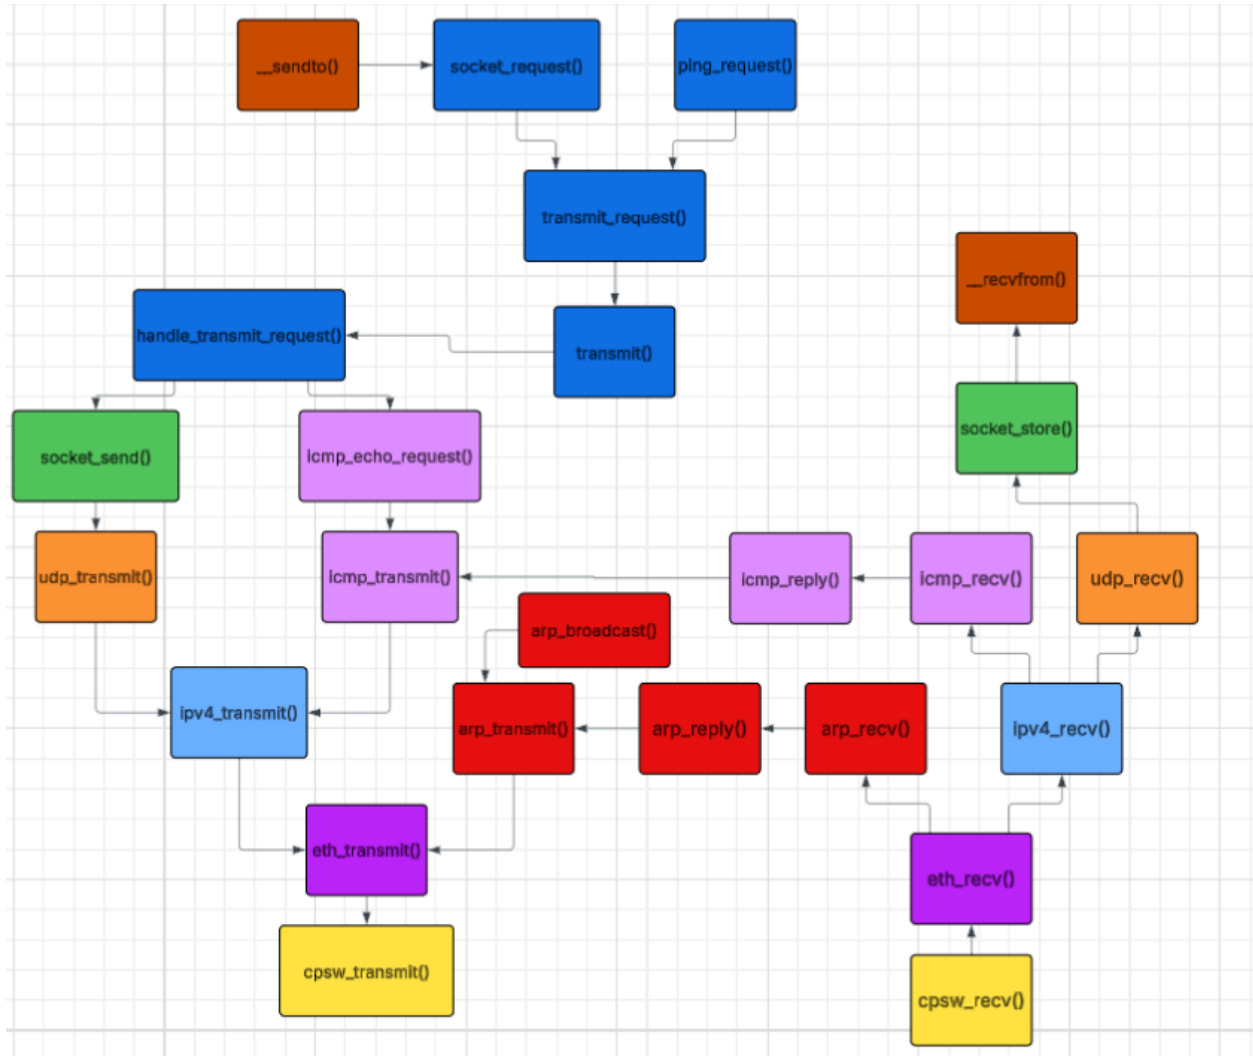 __sendto()
socket_request()
ping_request()
transmit_request()
__recvfrom()
handle_transmit_request()
transmit()
socket_store()
socket_send()
icmp_echo_request()
udp_transmit()
icmp_transmit()
icmp_reply()
icmp_recv()
udp_recv()
arp_broadcast()
ipv4_transmit()
arp_transmit()
arp_reply()
arp_recv()
ipv4_recv()
eth_transmit()
eth_recv()
cpsw_transmit()
cpsw_recv()